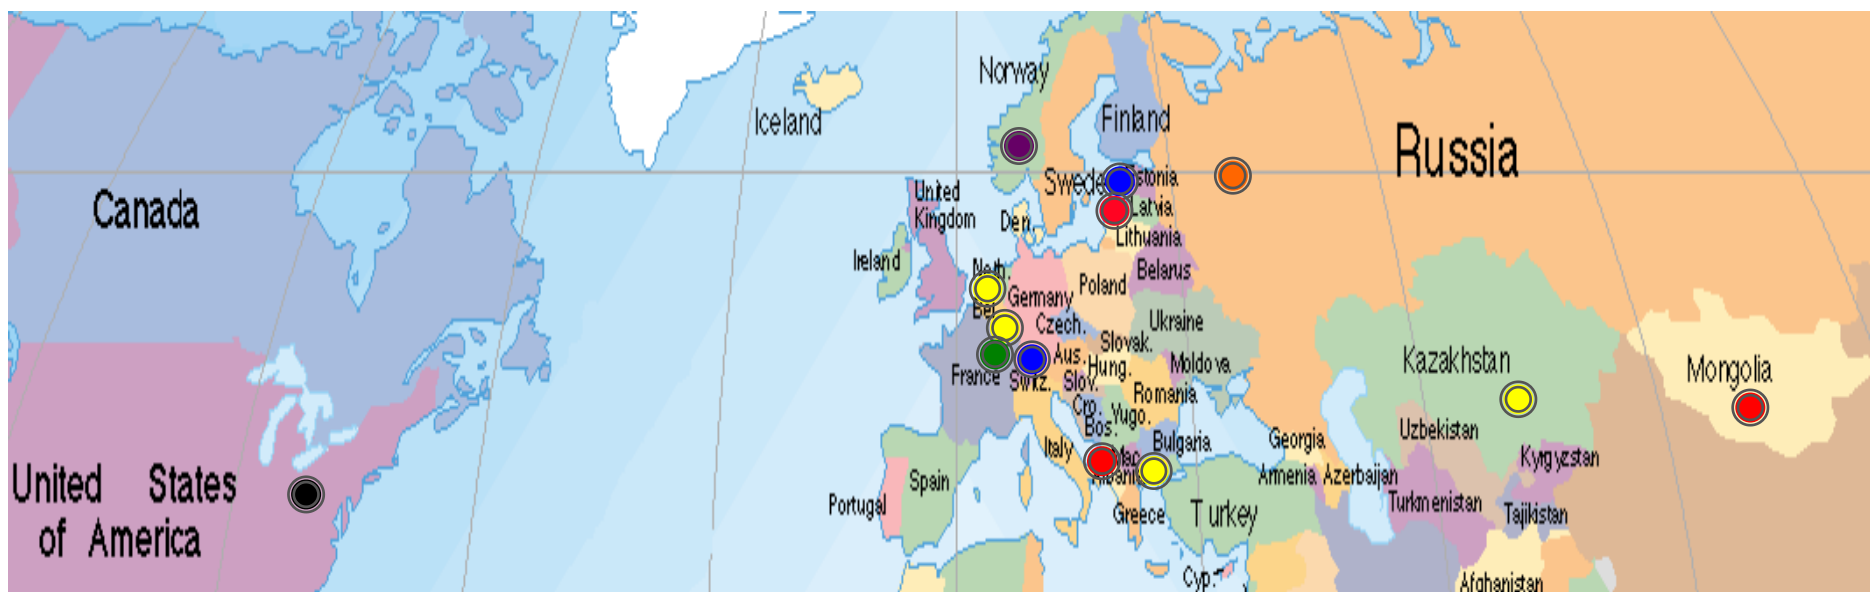 Norway
Iceland
Finland
Russia
Canada
United
Kingdom
Estonia
Den.
Latvia
Lithuania
Ireland
Neth.
Belarus
Poland
Germany
Bel.
Czech.
Ukraine
Slovak.
Aus.
Hung.
Moldova
Kazakhstan
Mongolia
France
Switz.
Slov.
Romania
Cro.
Yugo.
Bos.
Italy
Mac.
Bulgaria
Georgia
Uzbekistan
Kyrgyzstan
United States
of America
Spain
Portugal
Armenia
Azerbaijan
Turkmenistan
Tajikistan
Greece
Turkey
Cyp.
Afghanistan